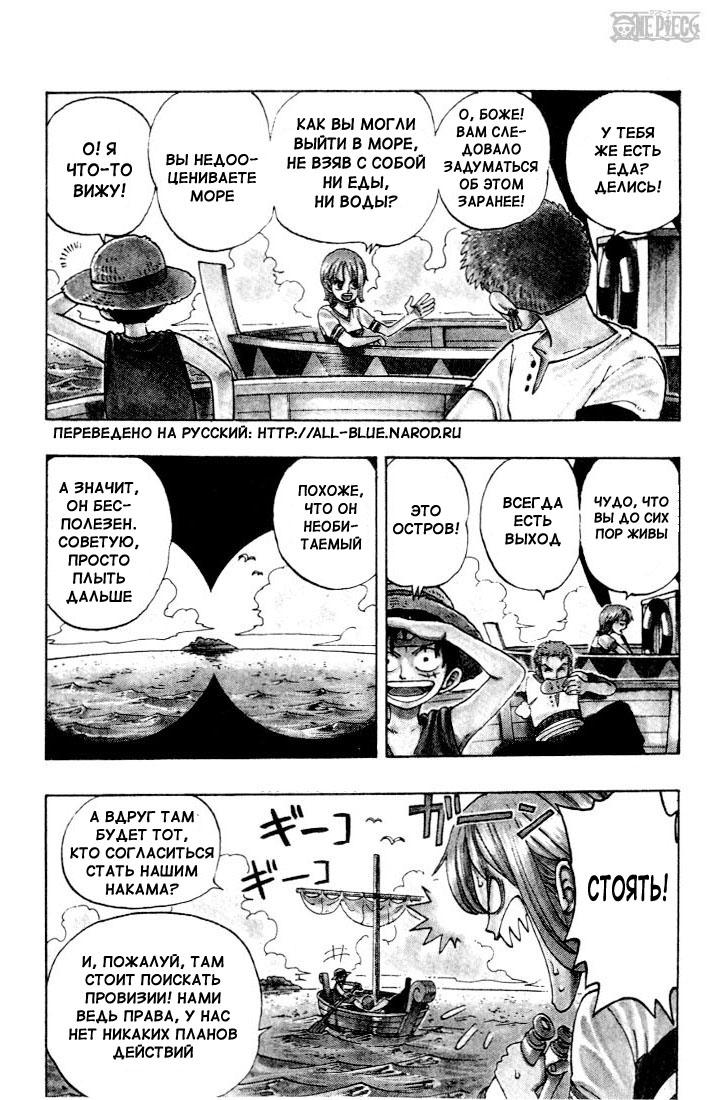 ワンピース
ONE PIECE
У ТЕБЯ
ЖЕ ЕСТЬ
ЕДА?
ДЕЛИСЬ!
О, БОЖЕ!
ВАМ СЛЕ-
ДОВАЛО
ЗАДУМАТЬСЯ
ОБ ЭТОМ
ЗАРАНЕЕ!
КАК ВЫ МОГЛИ
ВЫЙТИ В МОРЕ,
НЕ ВЗЯВ С СОБОЙ
НИ ЕДЫ,
НИ ВОДЫ?
ВЫ НЕДОО-
ЦЕНИВАЕТЕ
МОРЕ
О! Я
ЧТО-ТО
ВИЖУ!
ПЕРЕВЕДЕНО НА РУССКИЙ: HTTP://ALL-BLUE.NAROD.RU
ЧУДО, ЧТО
ВЫ ДО СИХ
ПОР ЖИВЫ
ВСЕГДА
ЕСТЬ
ВЫХОД
ЭТО
ОСТРОВ!
ПОХОЖЕ,
ЧТО ОН
НЕОБИ-
ТАЕМЫЙ
А ЗНАЧИТ,
ОН БЕС-
ПОЛЕЗЕН.
СОВЕТУЮ,
ПРОСТО
ПЛЫТЬ
ДАЛЬШЕ
СТОЯТЬ!
ガーン
ギーコ
ギーコ
А ВДРУГ ТАМ
БУДЕТ ТОТ,
КТО СОГЛАСИТЬСЯ
СТАТЬ НАШИМ
НАКАМА?
И, ПОЖАЛУЙ, ТАМ
СТОИТ ПОИСКАТЬ
ПРОВИЗИИ! НАМИ
ВЕДЬ ПРАВА, У НАС
НЕТ НИКАКИХ ПЛАНОВ
ДЕЙСТВИЙ